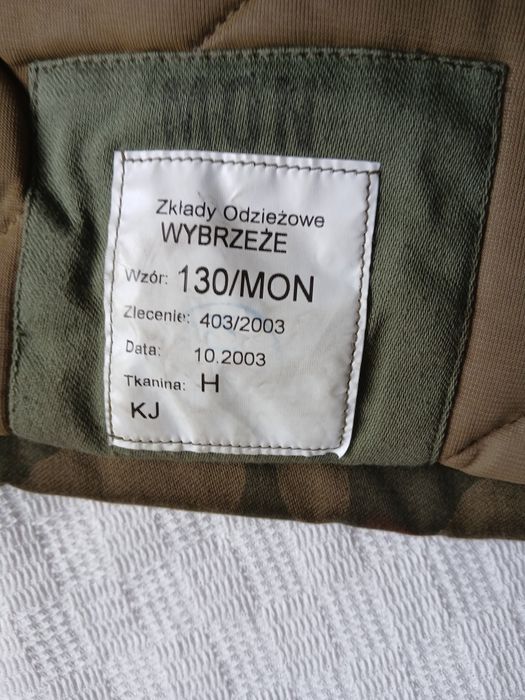 Zkłady Odzieżowe
WYBRZEŻE
Wzór: 130/MON
Zlecenie: 403/2003
Data: 10.2003
Tkanina: H
KJ